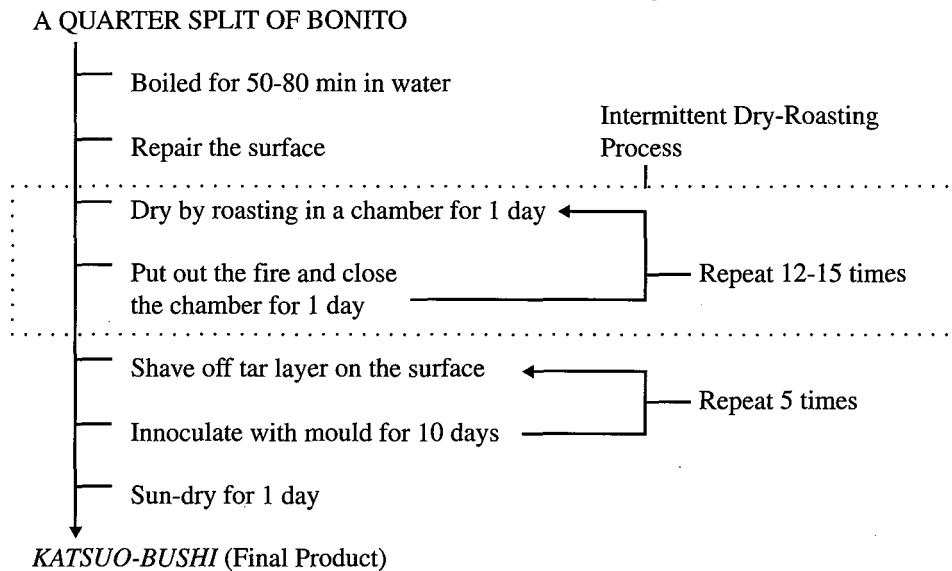 A QUARTER SPLIT OF BONITO
Boiled for 50-80 min in water
Intermittent Dry-Roasting
Process
Repair the surface
Dry by roasting in a chamber for 1 day
Put out the fire and close
the chamber for 1 day
Repeat 12-15 times
Shave off tar layer on the surface
Repeat 5 times
Innoculate with mould for 10 days
Sun-dry for 1 day
KATSUO-BUSHI (Final Product)